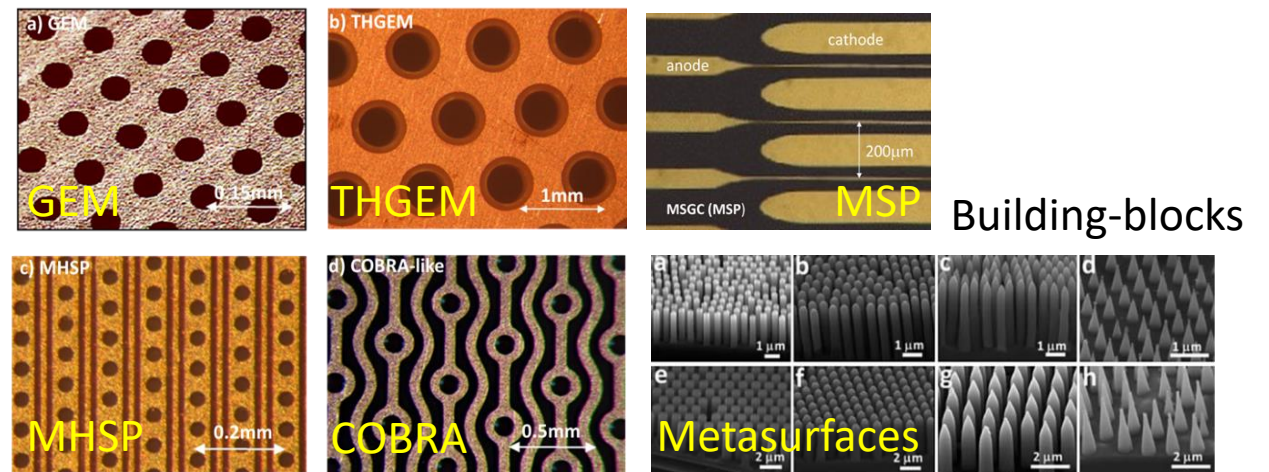 a) GEM
0.15mm
GEM
b) THGEM
1mm
THGEM
cathode
anode
200μm
MSGC (MSP)
MSP
Building-blocks
c) MHSP
0.2mm
MHSP
d) COBRA-like
0.5mm
COBRA
a
1 μm
b
1 μm
c
1 μm
d
1 μm
e
2 μm
f
2 μm
g
2 μm
h
2 μm
Metasurfaces